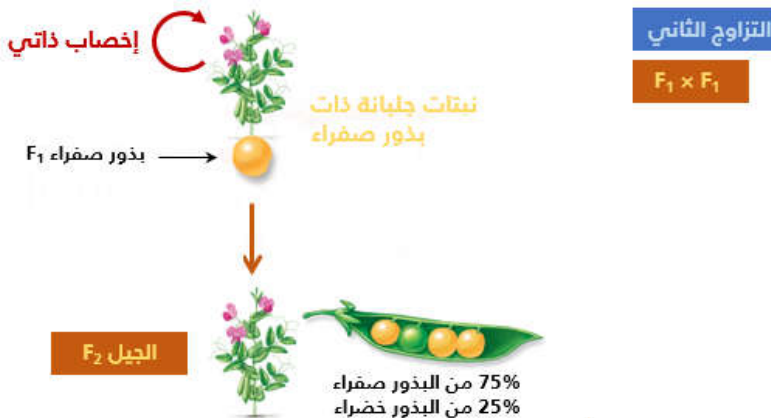 التزاوج الثاني
F₁ × F₁
إخصاب ذاتي
نبتات جلبانة ذات
بذور صفراء
بذور صفراء F₁
الجيل F₂
75% من البذور صفراء
25% من البذور خضراء